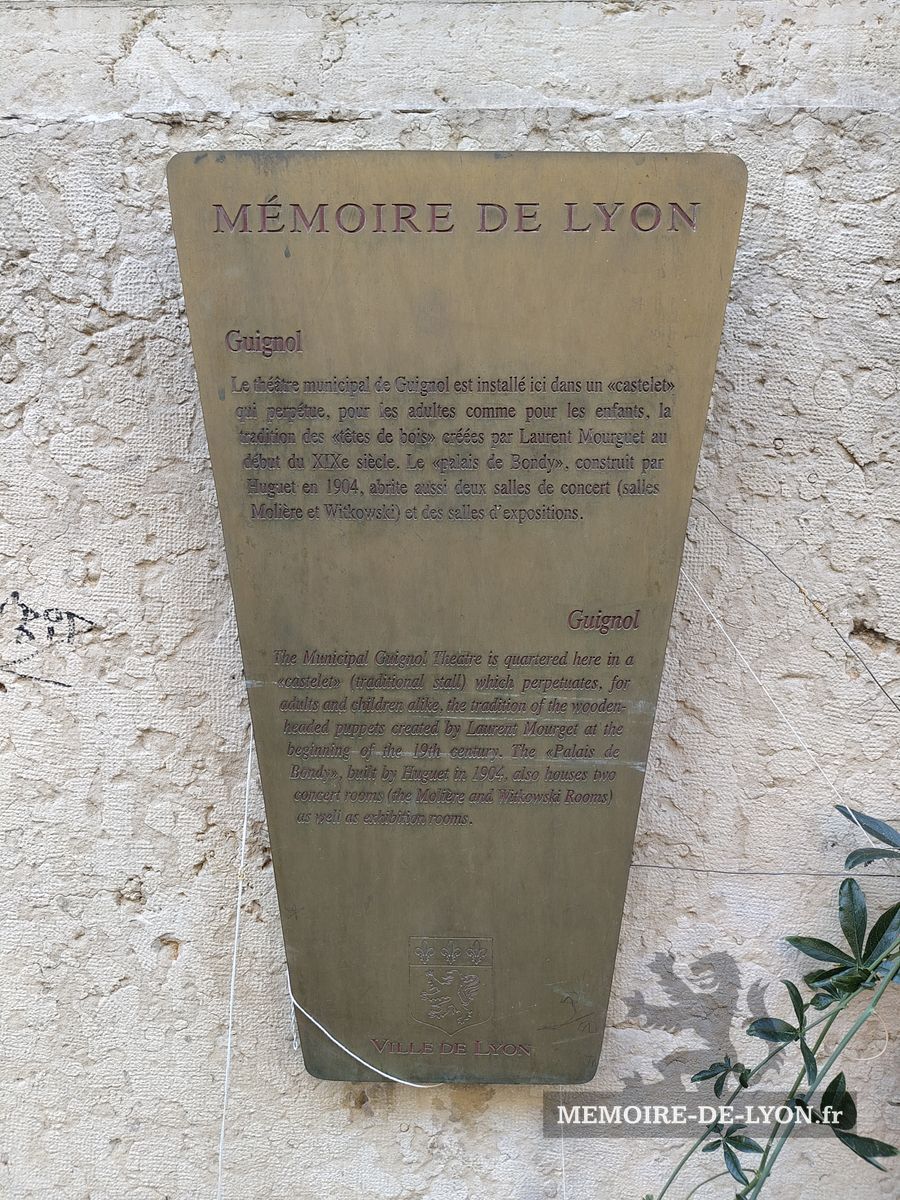 MÉMOIRE DE LYON
Guignol
Le théâtre municipal de Guignol est installé ici dans un «castelet»
qui perpétue, pour les adultes comme pour les enfants, la
tradition des «têtes de bois» créées par Laurent Mourguet au
début du XIXe siècle. Le «palais de Bondy», construit par
Huguet en 1904, abrite aussi deux salles de concert (salles
Molière et Witkowski) et des salles d'expositions.
Guignol
The Municipal Guignol Theatre is quartered here in a
«castelet» (traditional stall) which perpetuates, for
adults and children alike, the tradition of the wooden-
headed puppets created by Laurent Mourget at the
beginning of the 19th century. The «Palais de
Bondy», built by Huguet in 1904, also houses two
concert rooms (the Molière and Witkowski Rooms)
as well as exhibition rooms.
VILLE DE LYON
MEMOIRE-DE-LYON.fr